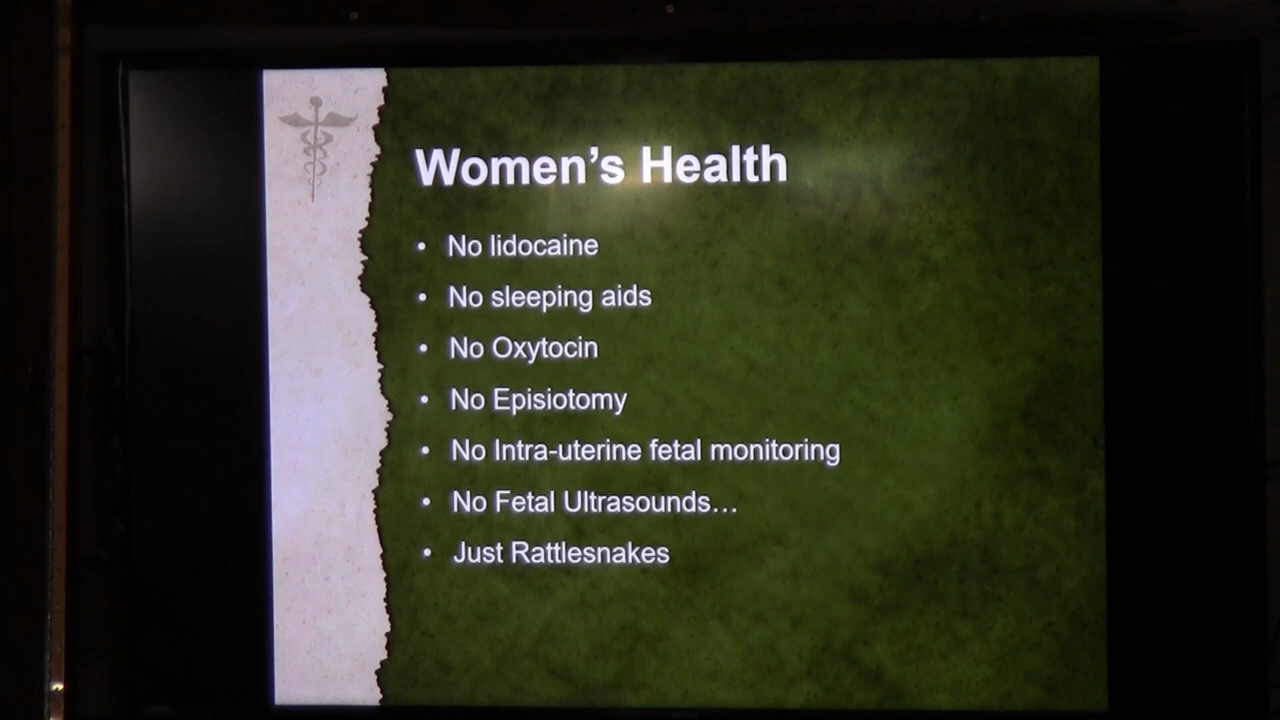 Women's Health
• No lidocaine
• No sleeping aids
• No Oxytocin
• No Episiotomy
• No Intra-uterine fetal monitoring
• No Fetal Ultrasounds…
• Just Rattlesnakes